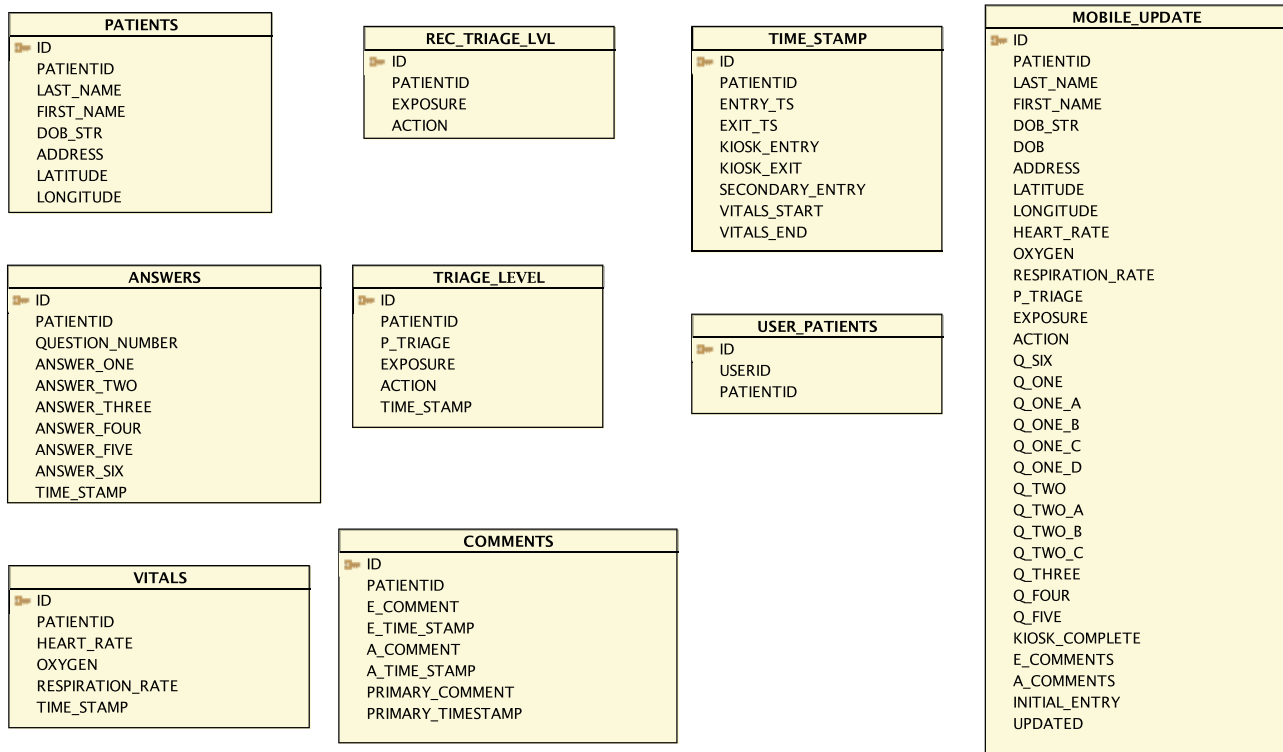 PATIENTS
ID
PATIENTID
LAST_NAME
FIRST_NAME
DOB_STR
ADDRESS
LATITUDE
LONGITUDE
REC_TRIAGE_LVL
ID
PATIENTID
EXPOSURE
ACTION
TIME_STAMP
ID
PATIENTID
ENTRY_TS
EXIT_TS
KIOSK_ENTRY
KIOSK_EXIT
SECONDARY_ENTRY
VITALS_START
VITALS_END
MOBILE_UPDATE
ID
PATIENTID
LAST_NAME
FIRST_NAME
DOB_STR
DOB
ADDRESS
LATITUDE
LONGITUDE
HEART_RATE
OXYGEN
RESPIRATION_RATE
P_TRIAGE
EXPOSURE
ACTION
Q_SIX
Q_ONE
Q_ONE_A
Q_ONE_B
Q_ONE_C
Q_ONE_D
Q_TWO
Q_TWO_A
Q_TWO_B
Q_TWO_C
Q_THREE
Q_FOUR
Q_FIVE
KIOSK_COMPLETE
E_COMMENTS
A_COMMENTS
INITIAL_ENTRY
UPDATED
ANSWERS
ID
PATIENTID
QUESTION_NUMBER
ANSWER_ONE
ANSWER_TWO
ANSWER_THREE
ANSWER_FOUR
ANSWER_FIVE
ANSWER_SIX
TIME_STAMP
TRIAGE_LEVEL
ID
PATIENTID
P_TRIAGE
EXPOSURE
ACTION
TIME_STAMP
USER_PATIENTS
ID
USERID
PATIENTID
VITALS
ID
PATIENTID
HEART_RATE
OXYGEN
RESPIRATION_RATE
TIME_STAMP
COMMENTS
ID
PATIENTID
E_COMMENT
E_TIME_STAMP
A_COMMENT
A_TIME_STAMP
PRIMARY_COMMENT
PRIMARY_TIMESTAMP